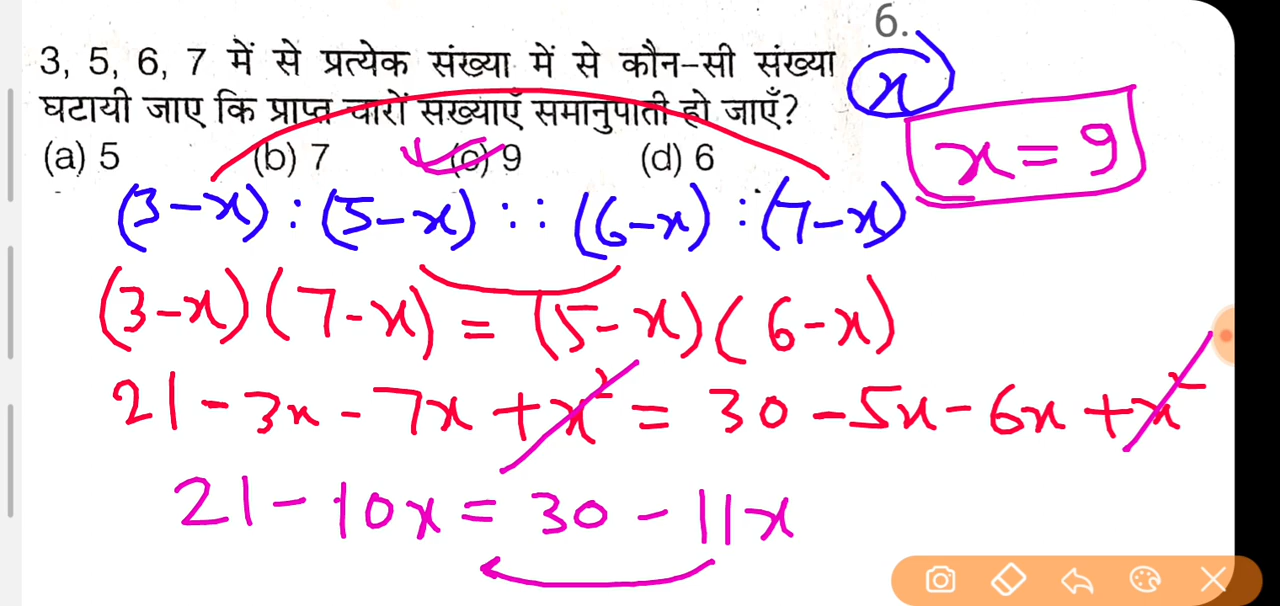 6.
3, 5, 6, 7 में से प्रत्येक संख्या में से कौन-सी संख्या
x
घटायी जाए कि प्राप्त चारों संख्याएँ समानुपाती हो जाएँ?
x = 9
(a) 5 (b) 7 (c) 9 (d) 6
(3-x) : (5-x) :: (6-x) : (7-x)
(3-x)(7-x) = (5-x)(6-x)
21 - 3x - 7x + x² = 30 - 5x - 6x + x²
21 - 10x = 30 - 11x